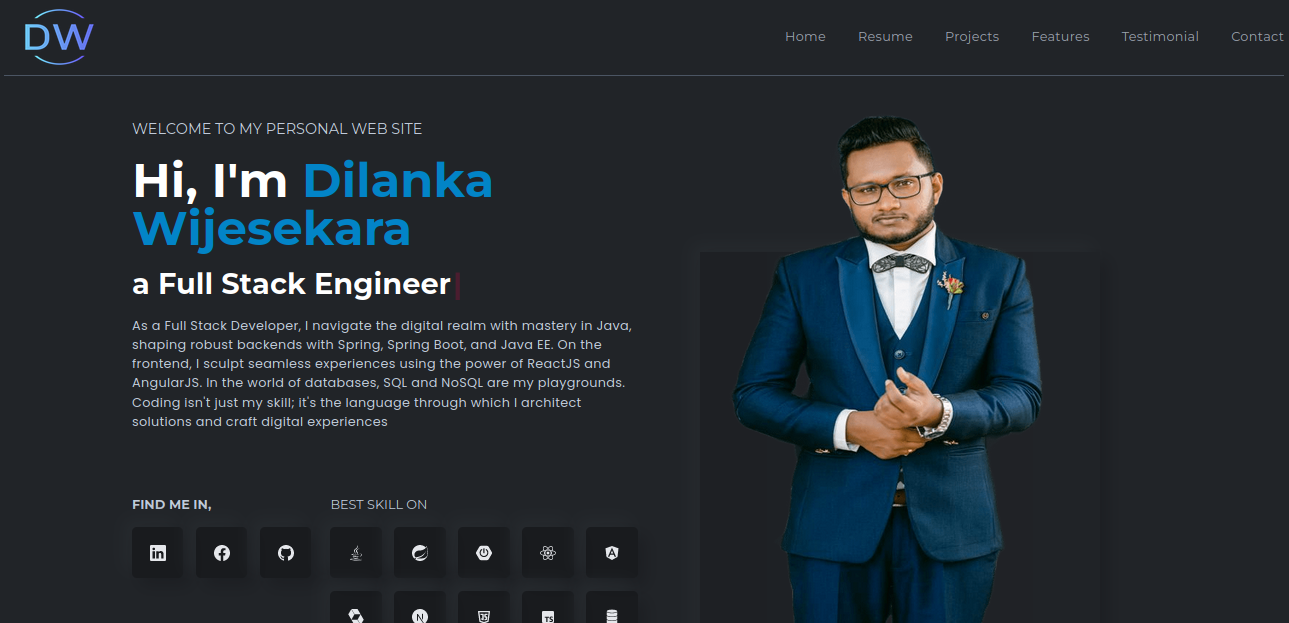 DW
Home Resume Projects Features Testimonial Contact
WELCOME TO MY PERSONAL WEB SITE
Hi, I'm Dilanka
Wijesekara
a Full Stack Engineer
As a Full Stack Developer, I navigate the digital realm with mastery in Java,
shaping robust backends with Spring, Spring Boot, and Java EE. On the
frontend, I sculpt seamless experiences using the power of ReactJS and
AngularJS. In the world of databases, SQL and NoSQL are my playgrounds.
Coding isn't just my skill; it's the language through which I architect
solutions and craft digital experiences
FIND ME IN,
BEST SKILL ON
in
A
N
JS
TS